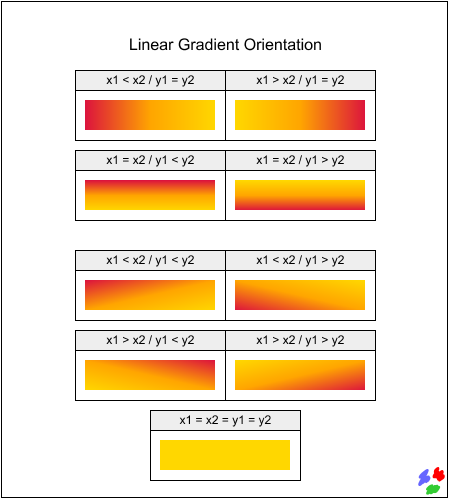 Linear Gradient Orientation
x1 < x2 / y1 = y2
x1 > x2 / y1 = y2
x1 = x2 / y1 < y2
x1 = x2 / y1 > y2
x1 < x2 / y1 < y2
x1 < x2 / y1 > y2
x1 > x2 / y1 < y2
x1 > x2 / y1 > y2
x1 = x2 = y1 = y2